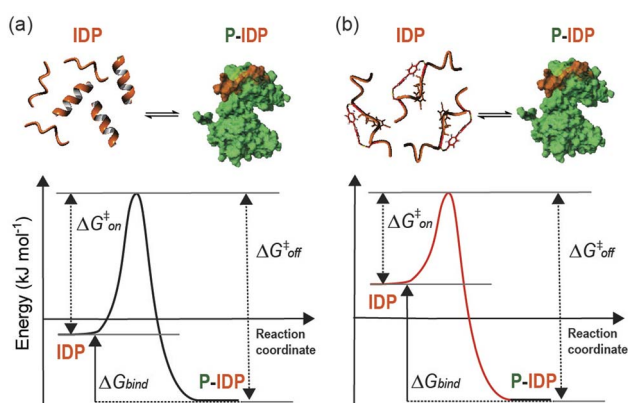 (a)
IDP
P-IDP
Energy (kJ mol⁻¹)
ΔG‡on
ΔG‡off
IDP
Reaction
coordinate
ΔGbind
P-IDP
(b)
IDP
P-IDP
ΔG‡on
ΔG‡off
IDP
Reaction
coordinate
ΔGbind
P-IDP